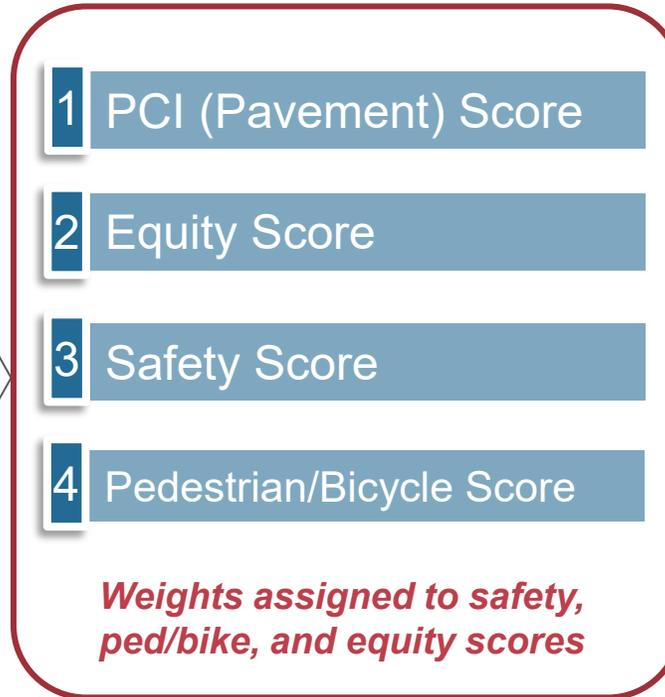 1 PCI (Pavement) Score
2 Equity Score
3 Safety Score
4 Pedestrian/Bicycle Score
Weights assigned to safety,
ped/bike, and equity scores